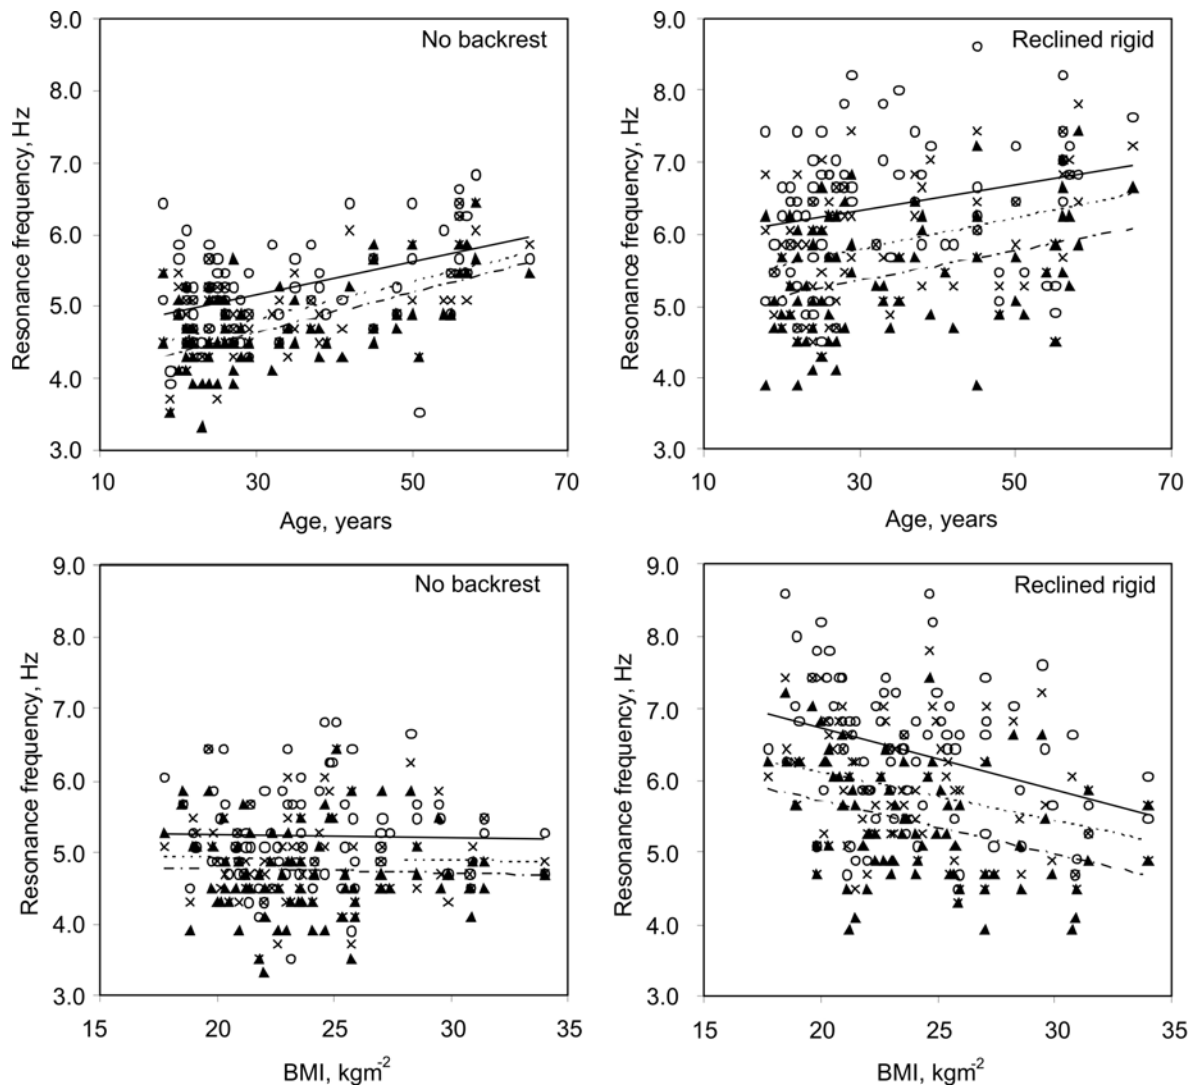 No backrest
Resonance frequency, Hz
9.0
8.0
7.0
6.0
5.0
4.0
3.0
10 30 50 70
Age, years
Reclined rigid
Resonance frequency, Hz
9.0
8.0
7.0
6.0
5.0
4.0
3.0
10 30 50 70
Age, years
No backrest
Resonance frequency, Hz
9.0
8.0
7.0
6.0
5.0
4.0
3.0
15 20 25 30 35
BMI, kgm-2
Reclined rigid
Resonance frequency, Hz
9.0
8.0
7.0
6.0
5.0
4.0
3.0
15 20 25 30 35
BMI, kgm-2